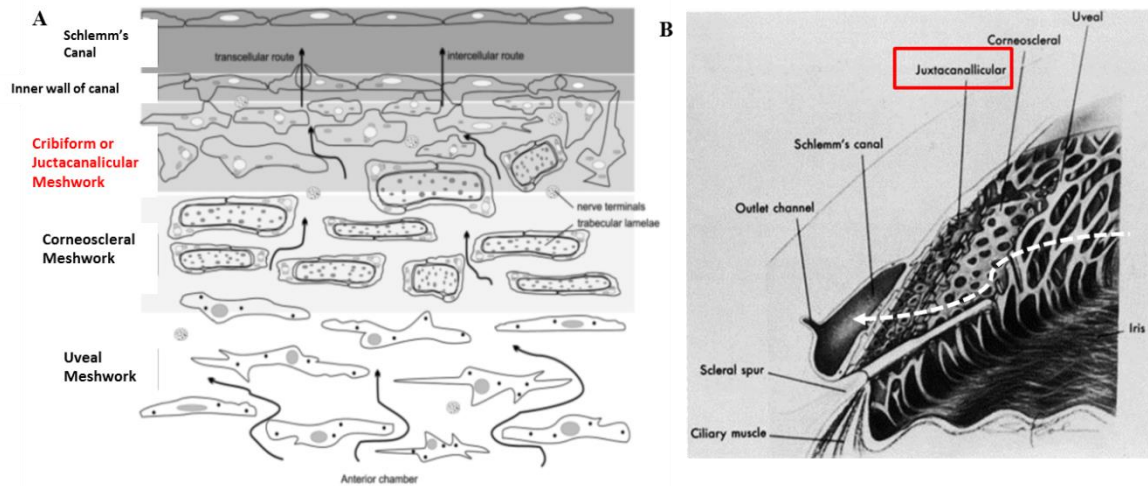 A
Schlemm's
Canal
transcellular route
intercellular route
Inner wall of canal
Cribiform or
Juctacanalicular
Meshwork
nerve terminals
trabecular lamelae
Corneoscleral
Meshwork
Uveal
Meshwork
Anterior chamber
B
Uveal
Corneoscleral
Juxtacanallicular
Schlemm's canal
Outlet channel
Iris
Scleral spur
Ciliary muscle